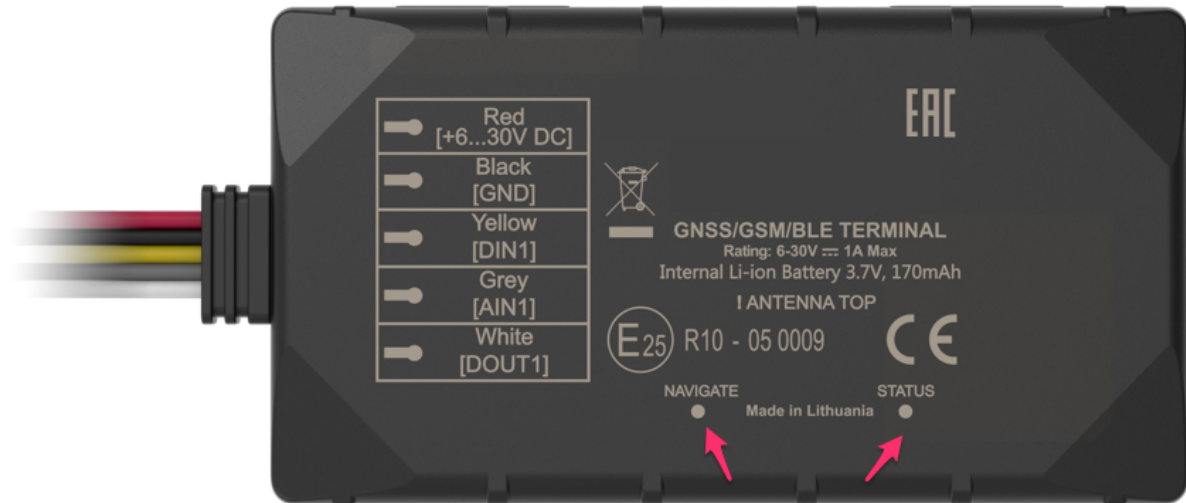 Red
[+6...30V DC]
Black
[GND]
Yellow
[DIN1]
Grey
[AIN1]
White
[DOUT1]
EAC
GNSS/GSM/BLE TERMINAL
Rating: 6-30V ⎓ 1A Max
Internal Li-ion Battery 3.7V, 170mAh
! ANTENNA TOP
E25 R10 - 05 0009 CE
NAVIGATE STATUS
Made in Lithuania